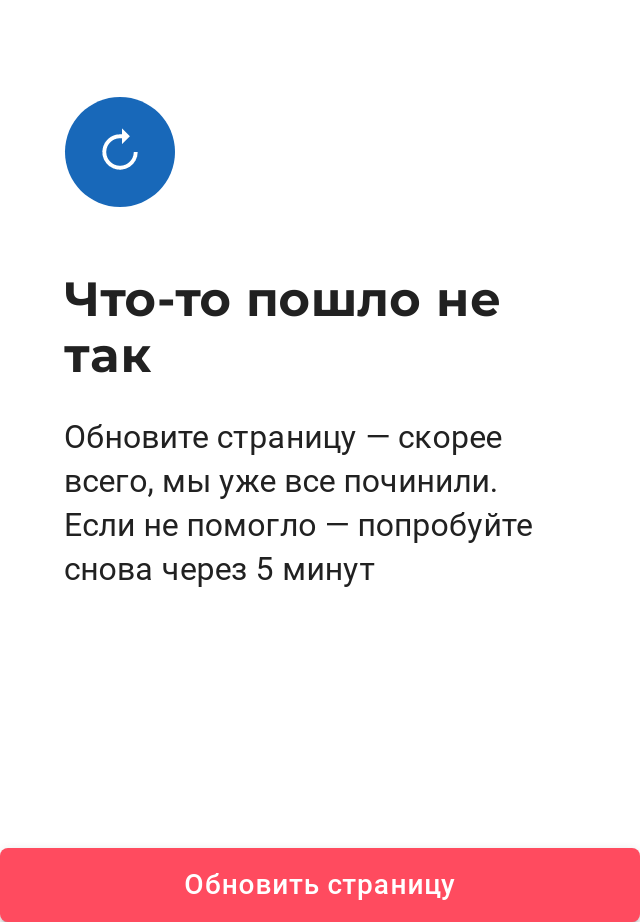 Что-то пошло не
так
Обновите страницу — скорее
всего, мы уже все починили.
Если не помогло — попробуйте
снова через 5 минут
Обновить страницу